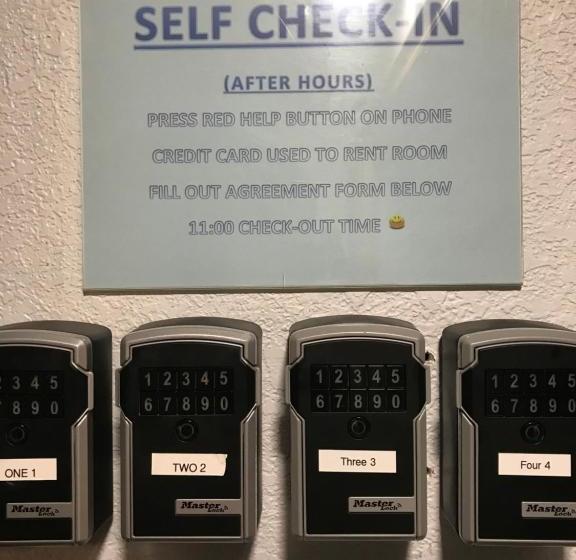 SELF CHECK-IN
(AFTER HOURS)
PRESS RED HELP BUTTON ON PHONE
CREDIT CARD USED TO RENT ROOM
FILL OUT AGREEMENT FORM BELOW
11:00 CHECK-OUT TIME
2 3 4 5
7 8 9 0
ONE 1
Master Lock
1 2 3 4 5
6 7 8 9 0
TWO 2
Master Lock
1 2 3 4 5
6 7 8 9 0
Three 3
Master Lock
1 2 3 4 5
6 7 8 9 0
Four 4
Master Lock